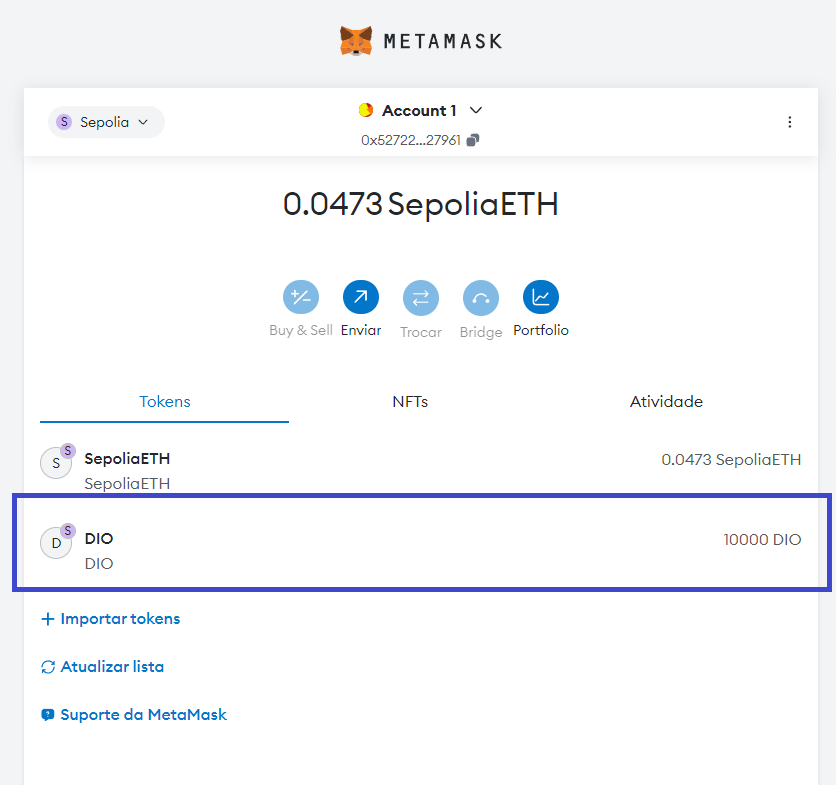 METAMASK
S Sepolia
Account 1
0x52722...27961
0.0473 SepoliaETH
Buy & Sell Enviar Trocar Bridge Portfolio
Tokens NFTs Atividade
S S SepoliaETH 0.0473 SepoliaETH
SepoliaETH
D S DIO 10000 DIO
DIO
Importar tokens
Atualizar lista
Suporte da MetaMask